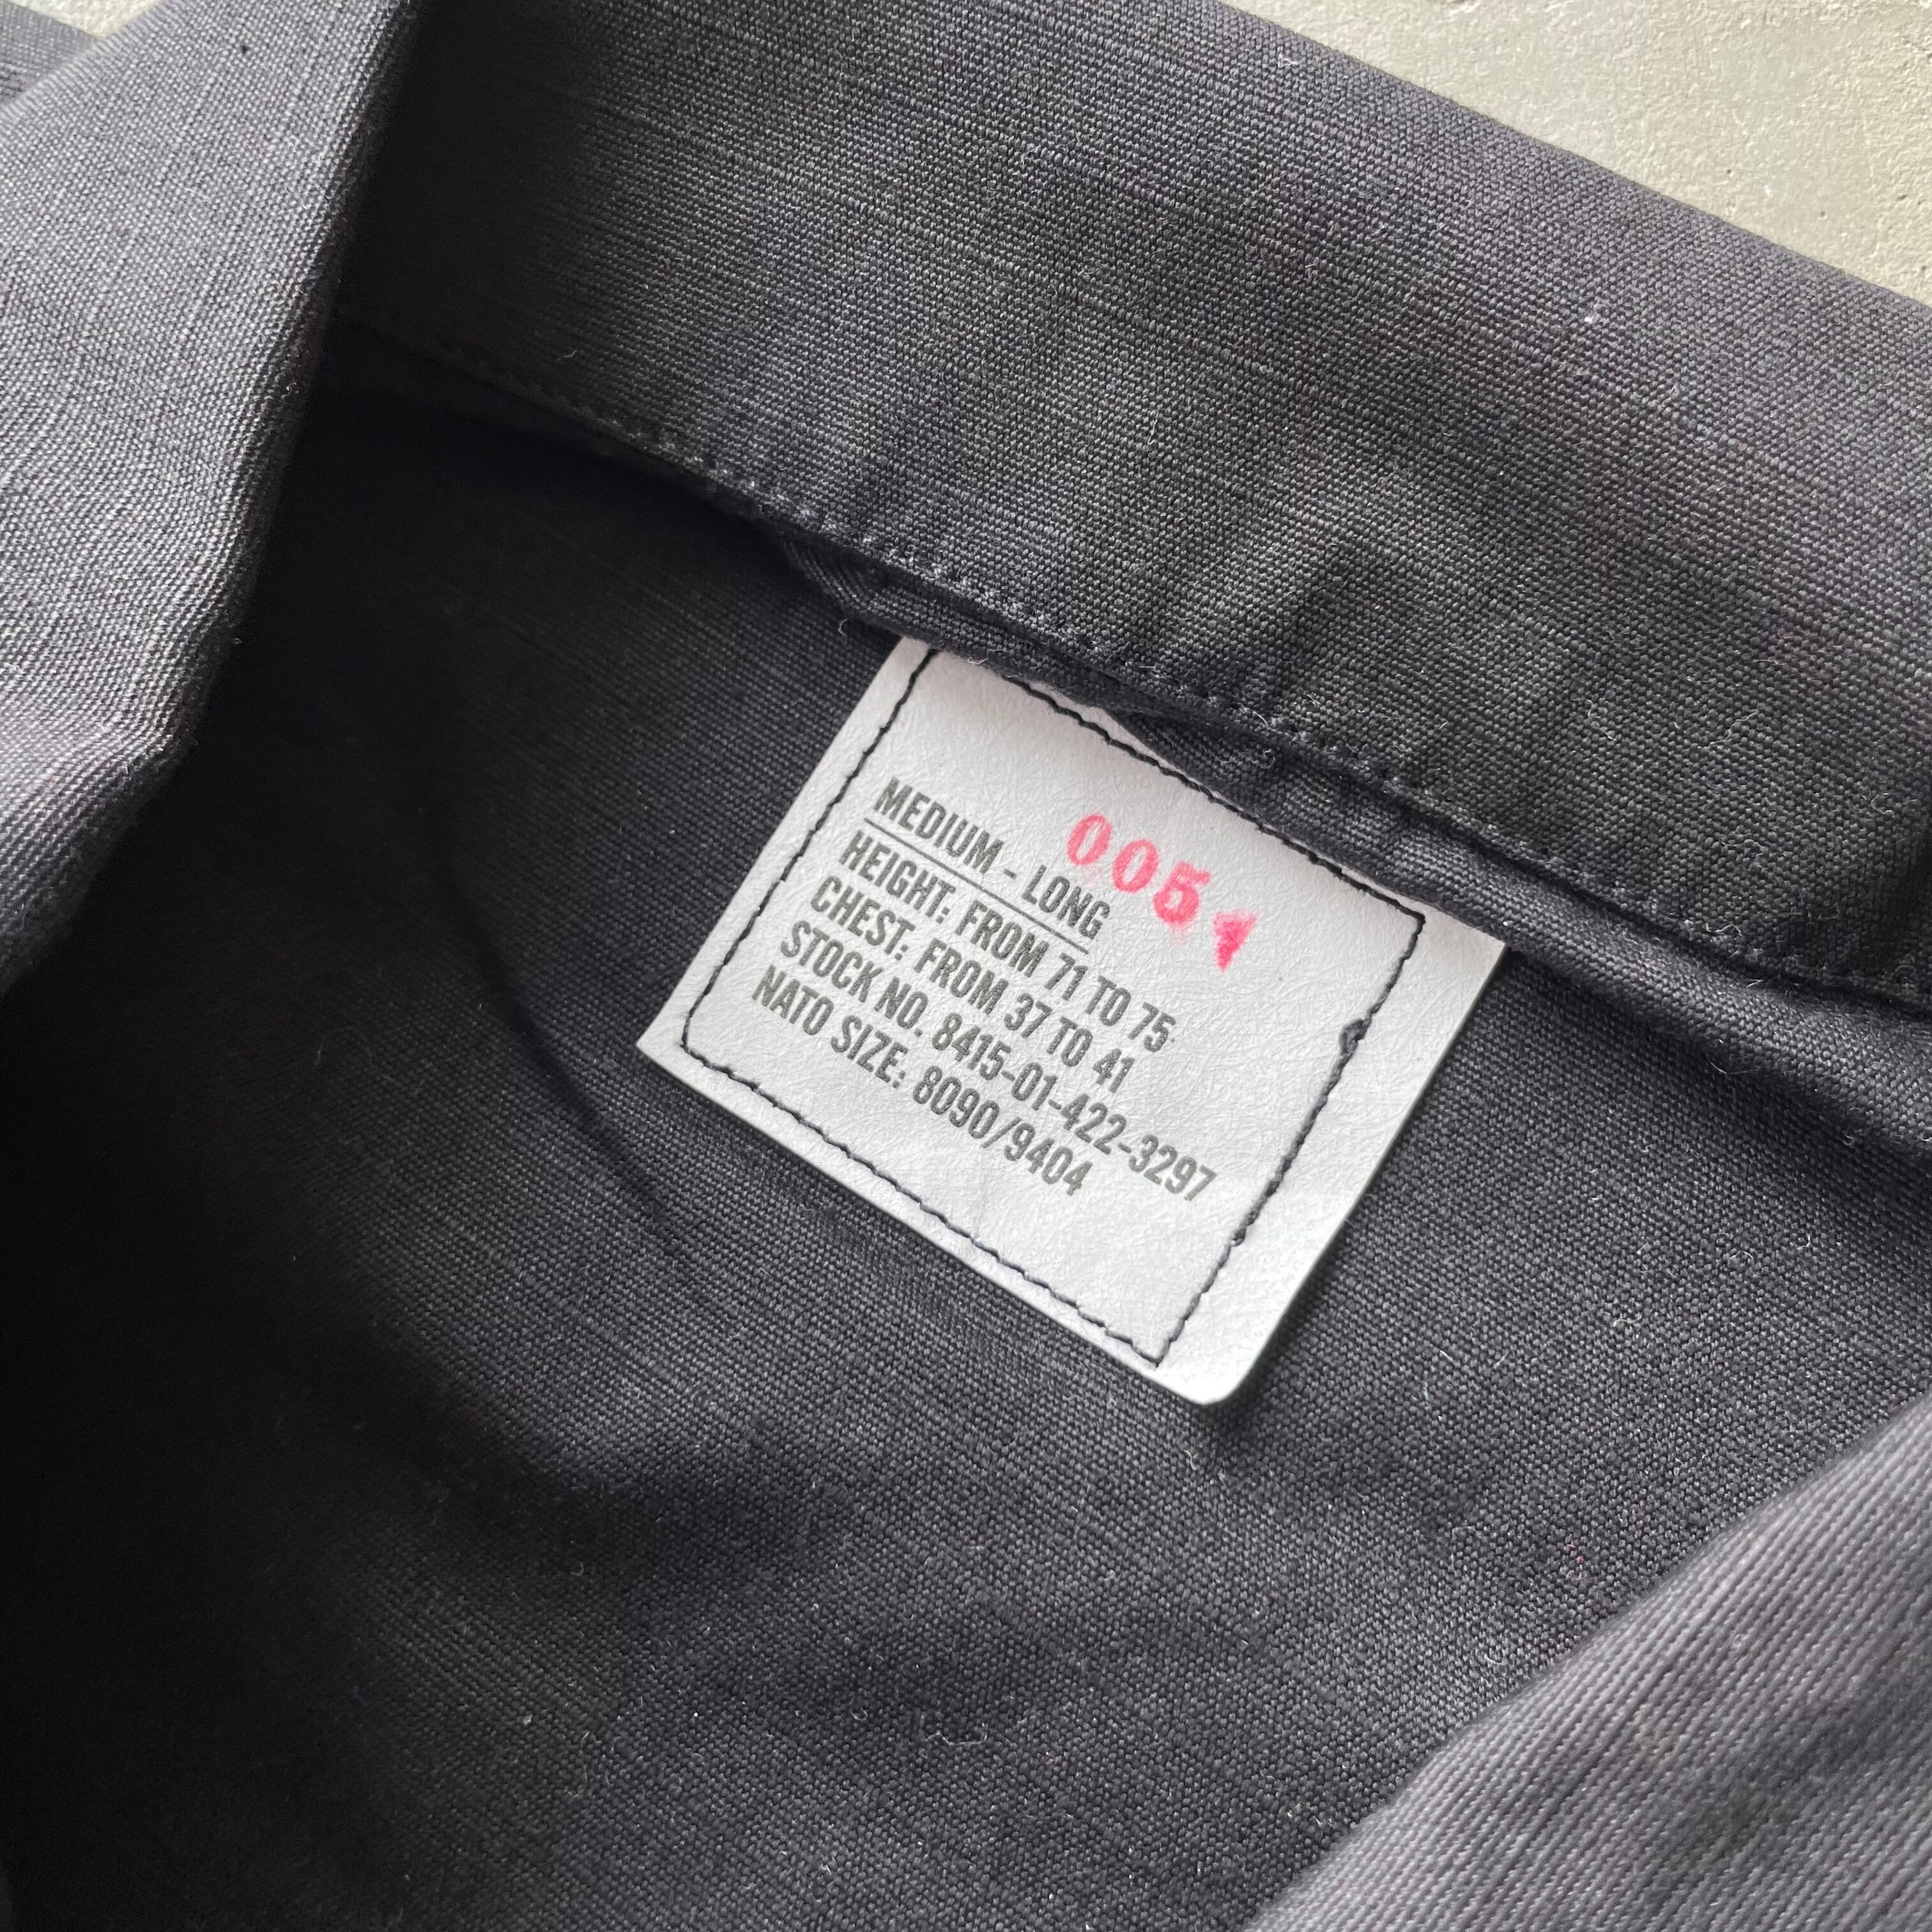 0051
MEDIUM - LONG
HEIGHT: FROM 71 TO 75
CHEST: FROM 37 TO 41
STOCK NO. 8415-01-422-3297
NATO SIZE: 8090/9404